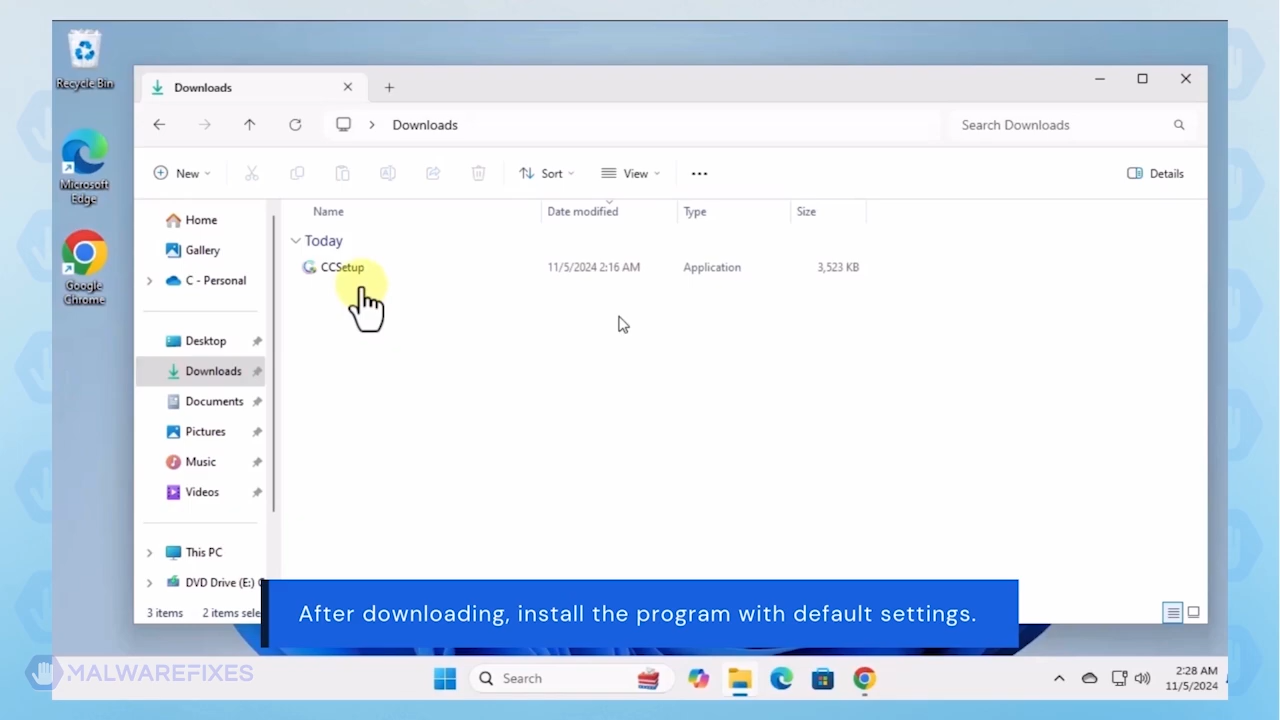 Recycle Bin
Microsoft
Edge
Google
Chrome
Downloads
Downloads
Search Downloads
New
Sort
View
Details
Home
Gallery
C - Personal
Desktop
Downloads
Documents
Pictures
Music
Videos
This PC
DVD Drive (E:)
Name Date modified Type Size
Today
CCSetup 11/5/2024 2:16 AM Application 3,523 KB
3 items 2 items sele
After downloading, install the program with default settings.
MALWAREFIXES
Search
2:28 AM
11/5/2024